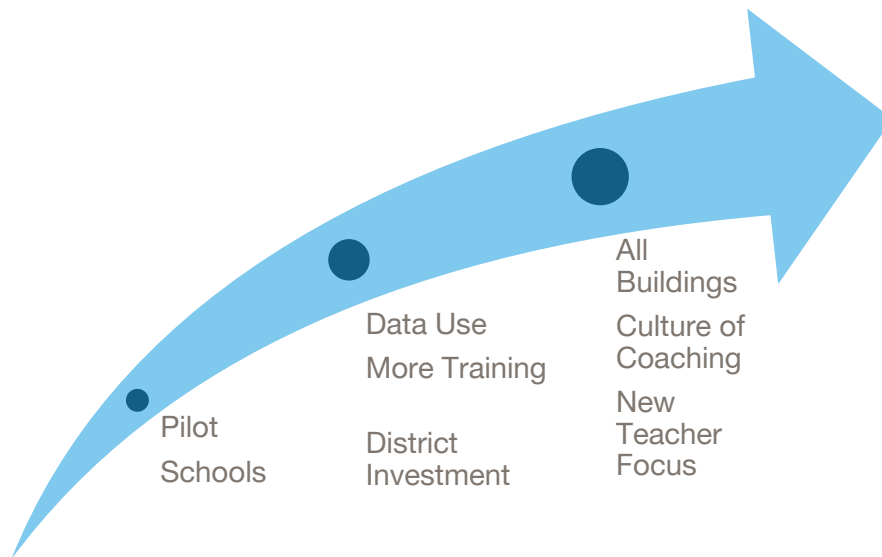 Pilot
Schools
Data Use
More Training
District
Investment
All
Buildings
Culture of
Coaching
New
Teacher
Focus